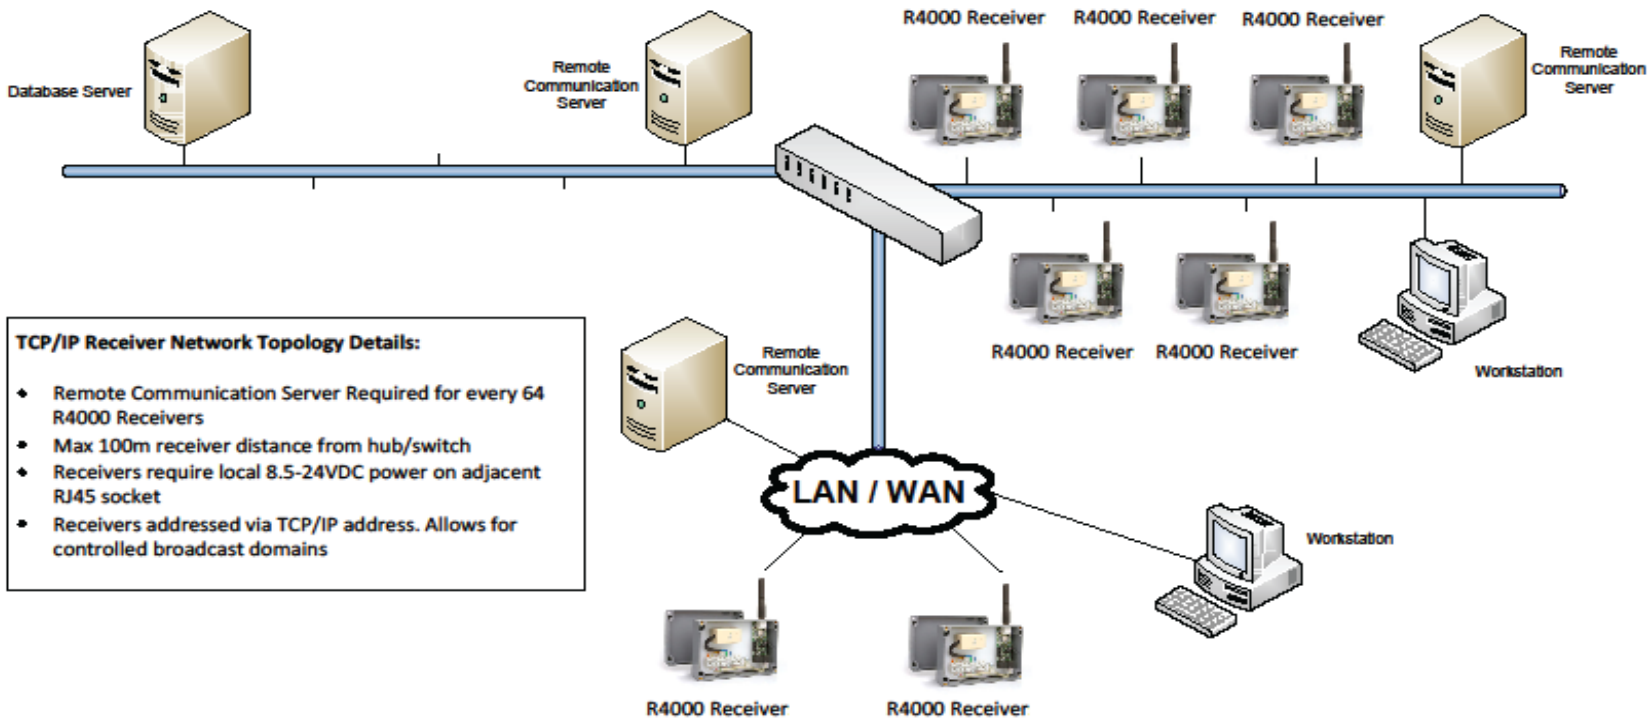 R4000 Receiver
R4000 Receiver
R4000 Receiver
Database Server
Remote
Communication
Server
Remote
Communication
Server
R4000 Receiver
R4000 Receiver
Workstation
TCP/IP Receiver Network Topology Details:
Remote Communication Server Required for every 64
R4000 Receivers
Max 100m receiver distance from hub/switch
Receivers require local 8.5-24VDC power on adjacent
RJ45 socket
Receivers addressed via TCP/IP address. Allows for
controlled broadcast domains
Remote
Communication
Server
LAN / WAN
Workstation
R4000 Receiver
R4000 Receiver